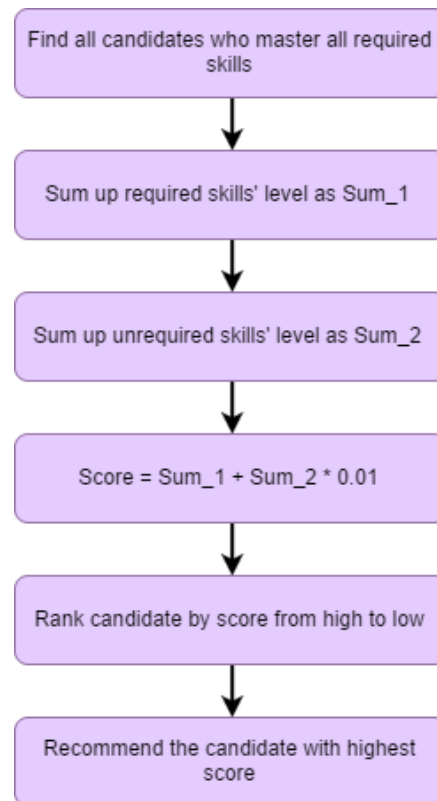 Find all candidates who master all required
skills
Sum up required skills' level as Sum_1
Sum up unrequired skills' level as Sum_2
Score = Sum_1 + Sum_2 * 0.01
Rank candidate by score from high to low
Recommend the candidate with highest
score